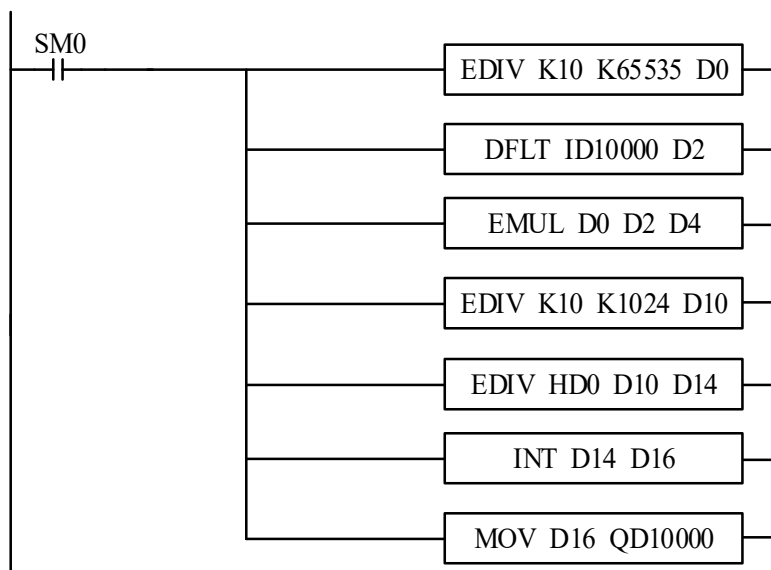 SM0
EDIV K10 K65535 D0
DFLT ID10000 D2
EMUL D0 D2 D4
EDIV K10 K1024 D10
EDIV HD0 D10 D14
INT D14 D16
MOV D16 QD10000